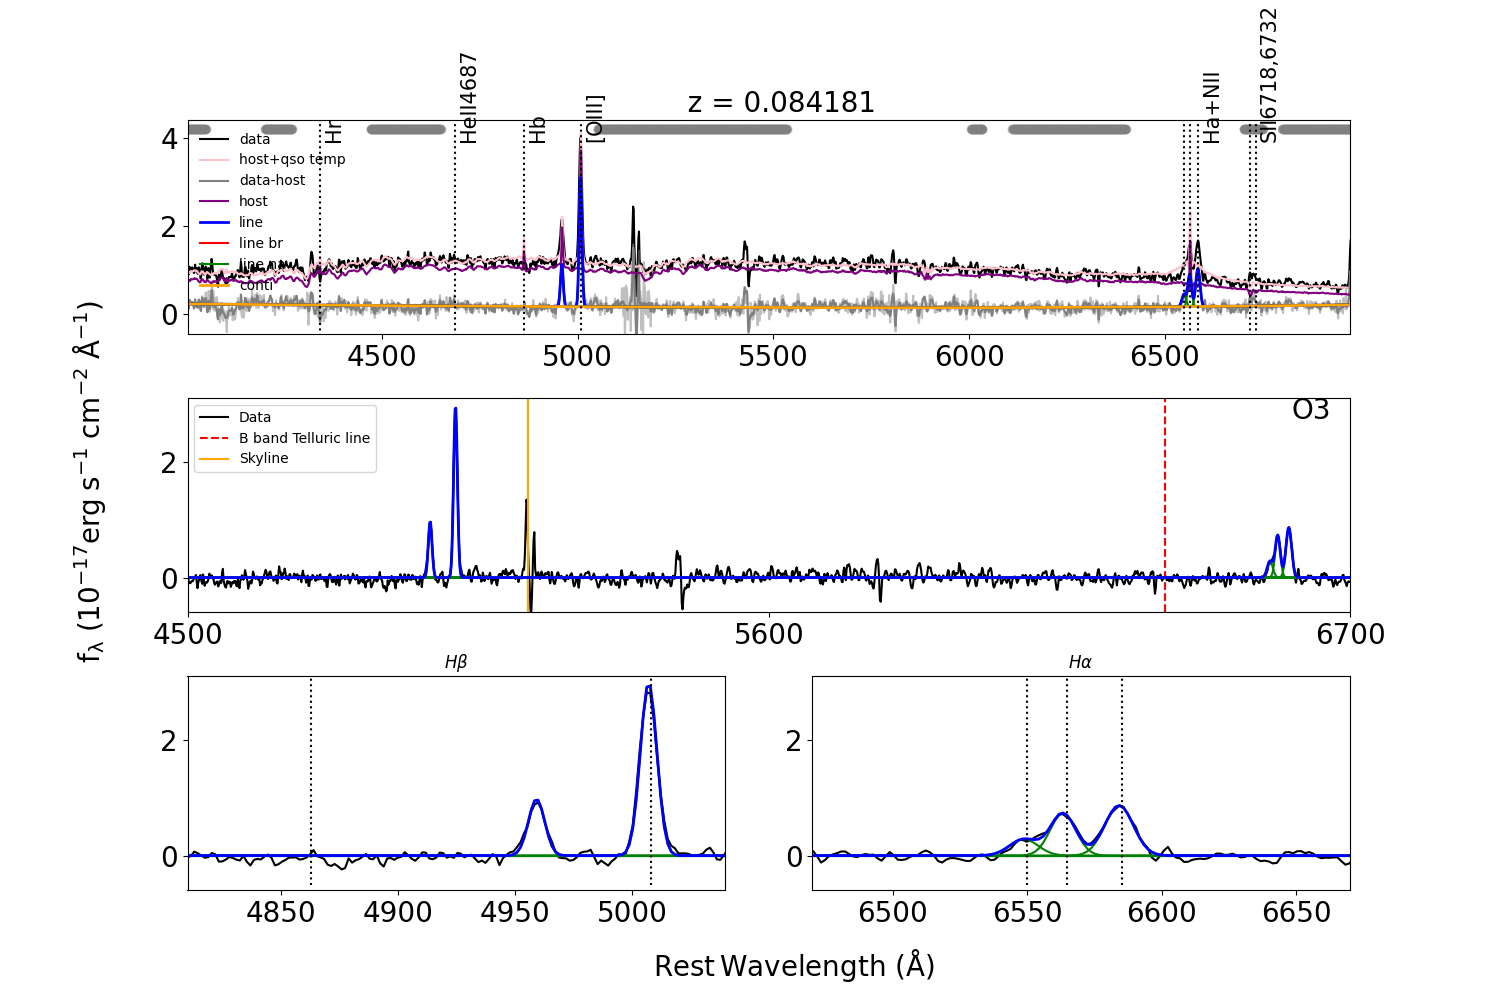 z = 0.084181
Hr
HeII4687
Hb
[OIII]
Ha+NII
SII6718,6732
data
host+qso temp
data-host
host
line
line br
line na
conti
4
2
0
4500
5000
5500
6000
6500
O3
Data
B band Telluric line
Skyline
2
0
4500
5600
6700
Hβ
2
0
4850
4900
4950
5000
Hα
2
0
6500
6550
6600
6650
f_λ (10^−17 erg s^−1 cm^−2 Å^−1)
Rest Wavelength (Å)